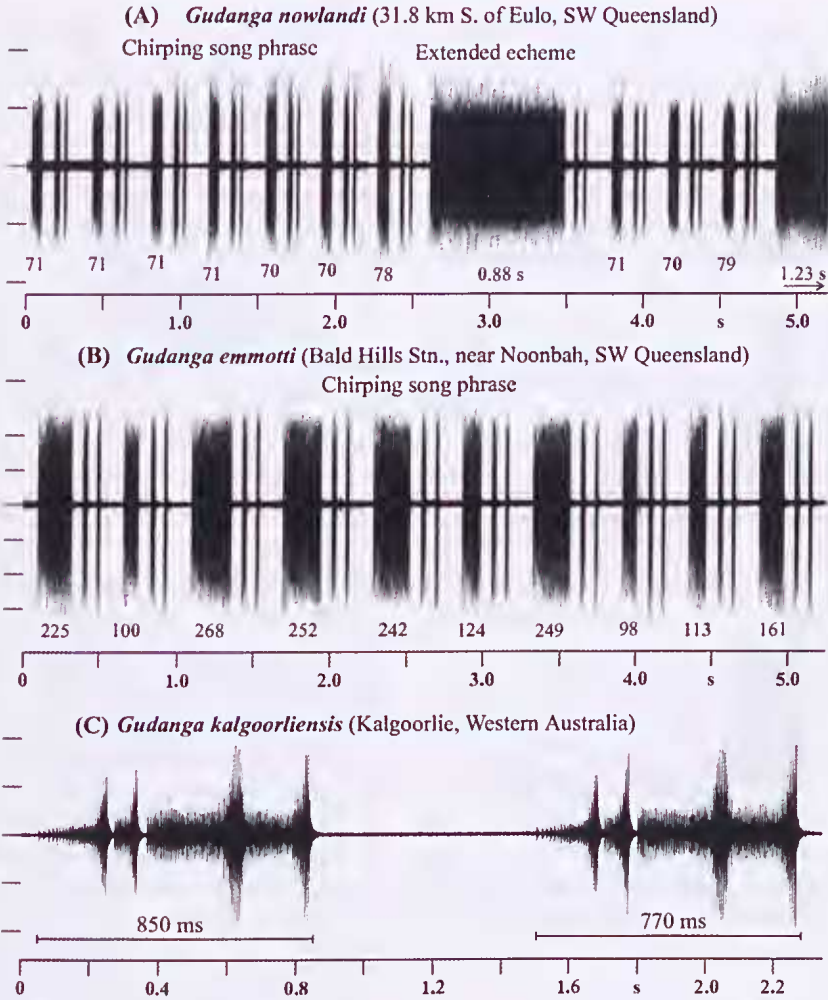 (A) Gudanga nowlandi (31.8 km S. of Eulo, SW Queensland)
Chirping song phrase Extended echeme
71 71 71 71 70 70 78 0.88 s 71 70 79 1.23 s
0 1.0 2.0 3.0 4.0 s 5.0
(B) Gudanga emmotti (Bald Hills Stn., near Noonbah, SW Queensland)
Chirping song phrase
225 100 268 252 242 124 249 98 113 161
0 1.0 2.0 3.0 4.0 s 5.0
(C) Gudanga kalgoorliensis (Kalgoorlie, Western Australia)
850 ms 770 ms
0 0.4 0.8 1.2 1.6 s 2.0 2.2